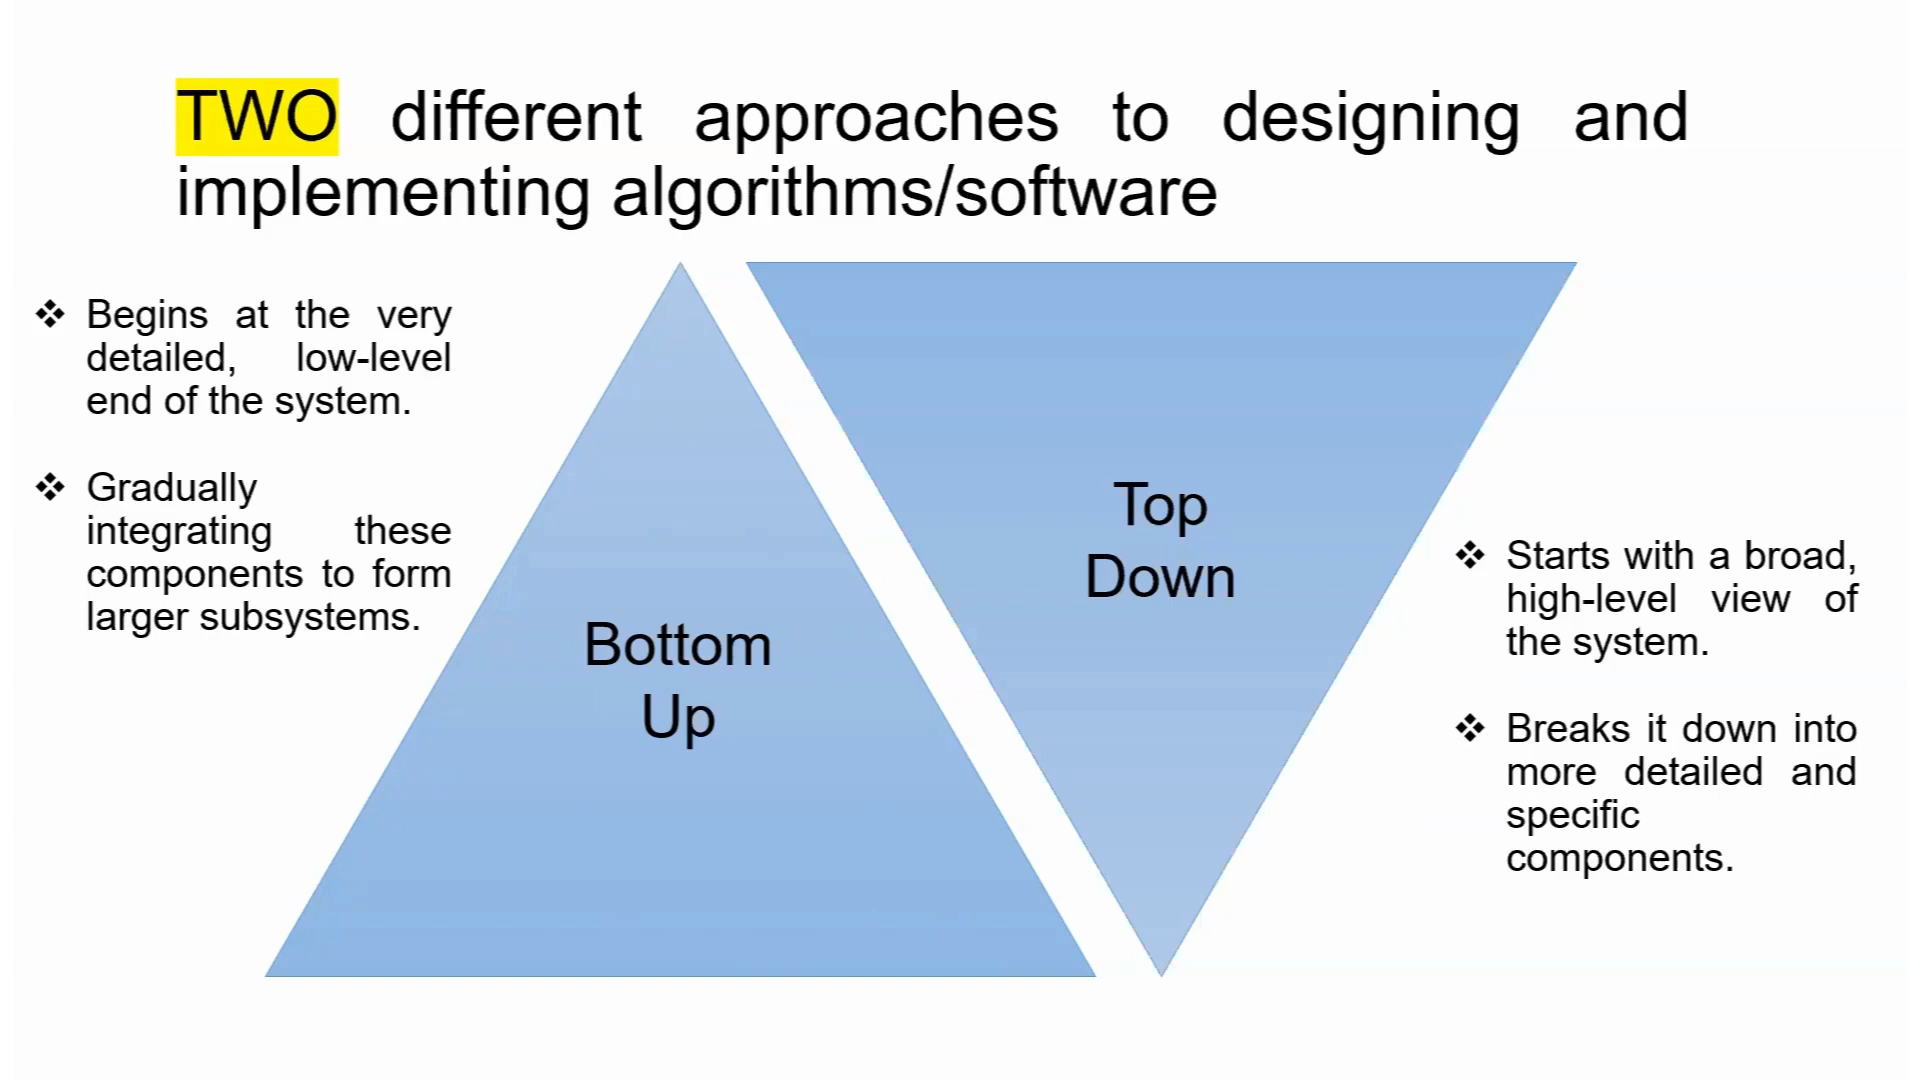 TWO different approaches to designing and
implementing algorithms/software
❖ Begins at the very
detailed, low-level
end of the system.
❖ Gradually
integrating these
components to form
larger subsystems.
Bottom
Up
Top
Down
❖ Starts with a broad,
high-level view of
the system.
❖ Breaks it down into
more detailed and
specific
components.